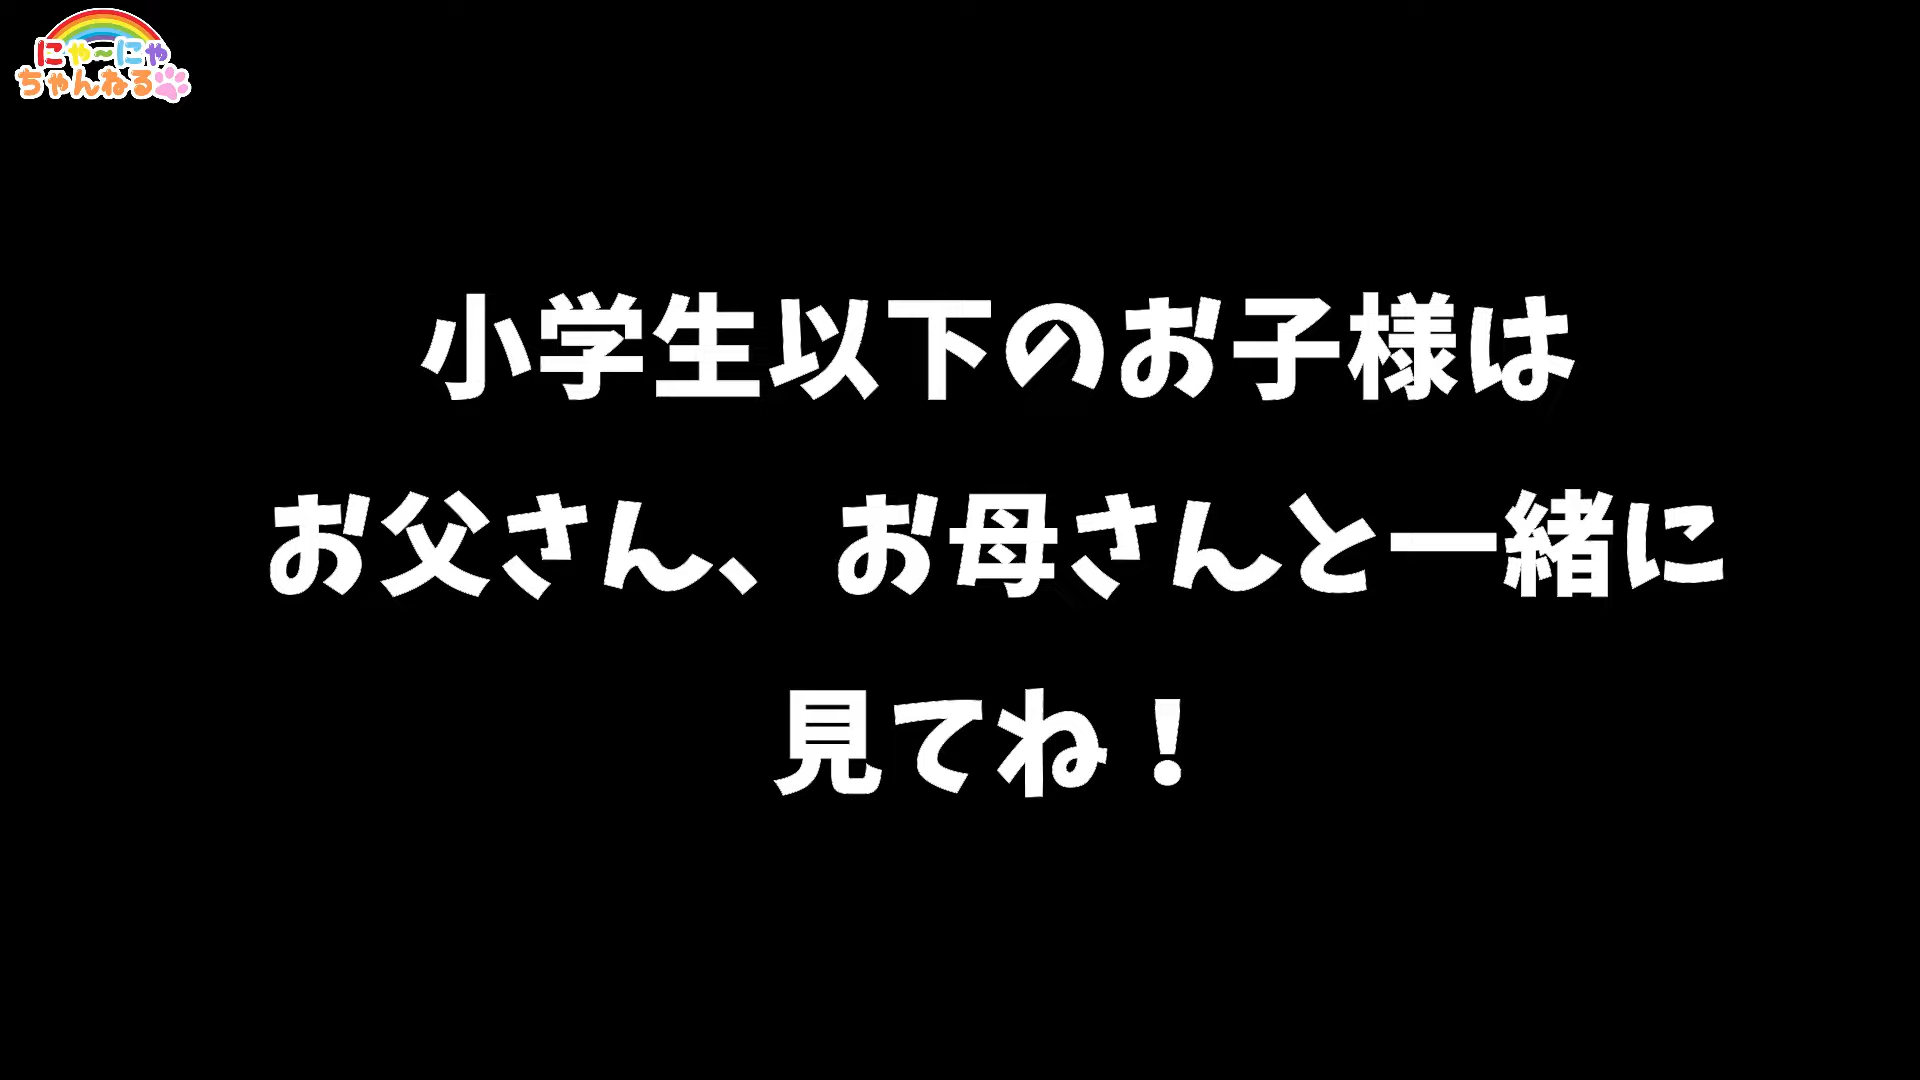 にゃ～にゃ
ちゃんねる
小学生以下のお子様は
お父さん、お母さんと一緒に
見てね！